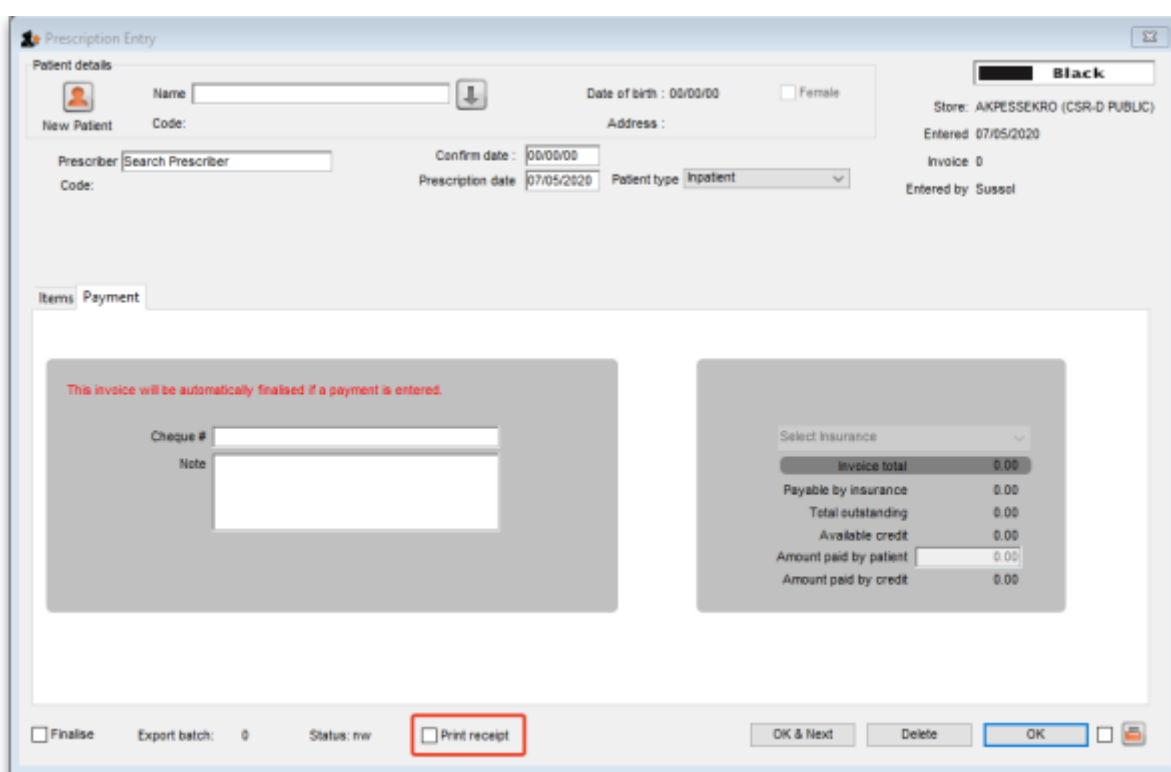 Prescription Entry
Patient details
Black
Name
Date of birth : 00/00/00
Female
New Patient
Code:
Address :
Store: AKPESSEKRO (CSR-D PUBLIC)
Entered 07/05/2020
Prescriber Search Prescriber
Confirm date : 00/00/00
Invoice 0
Code:
Prescription date 07/05/2020
Patient type Inpatient
Entered by Sussol
Items Payment
This invoice will be automatically finalised if a payment is entered.
Cheque #
Select Insurance
Note
Invoice total 0.00
Payable by insurance 0.00
Total outstanding 0.00
Available credit 0.00
Amount paid by patient 0.00
Amount paid by credit 0.00
Finalise
Export batch: 0
Status: nw
Print receipt
OK & Next
Delete
OK